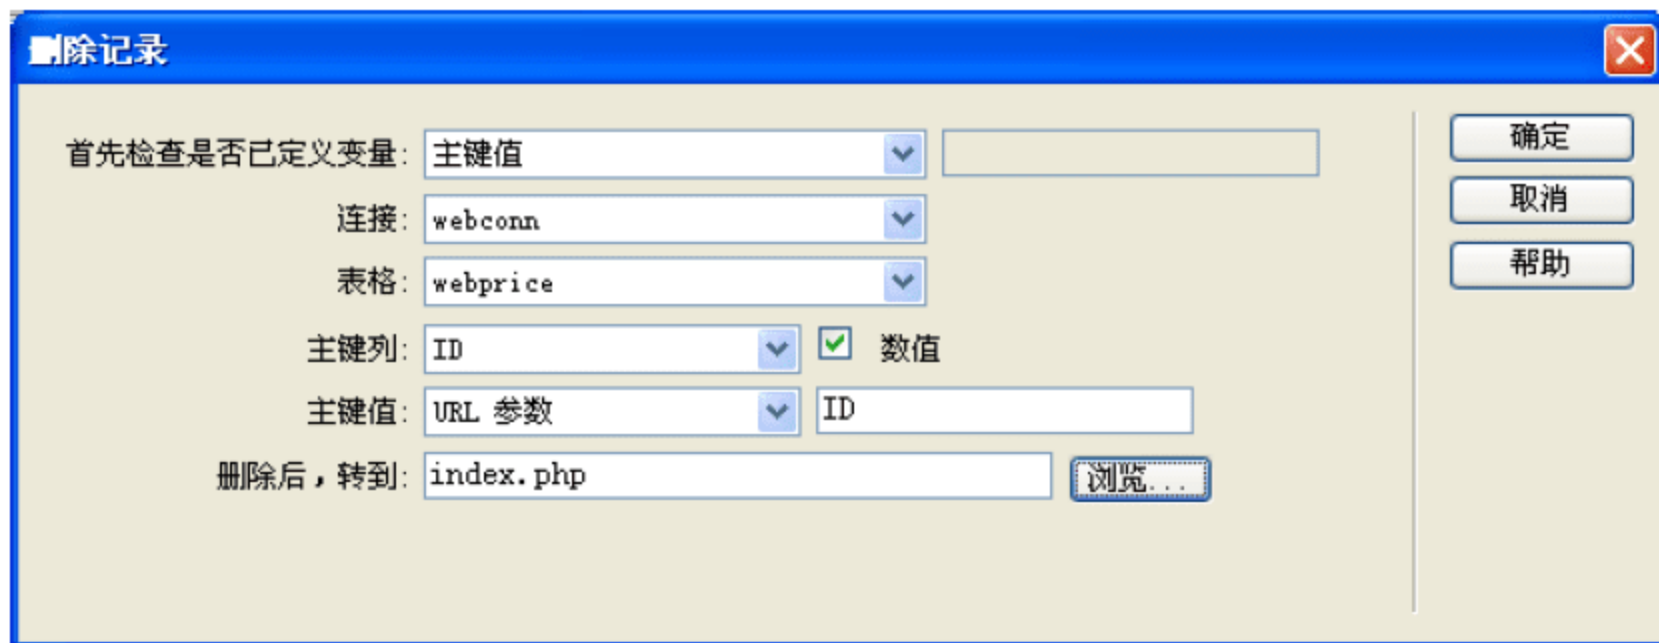 删除记录
首先检查是否已定义变量: 主键值
确定
连接: webconn
取消
表格: webprice
帮助
主键列: ID 数值
主键值: URL 参数 ID
删除后，转到: index.php 浏览...